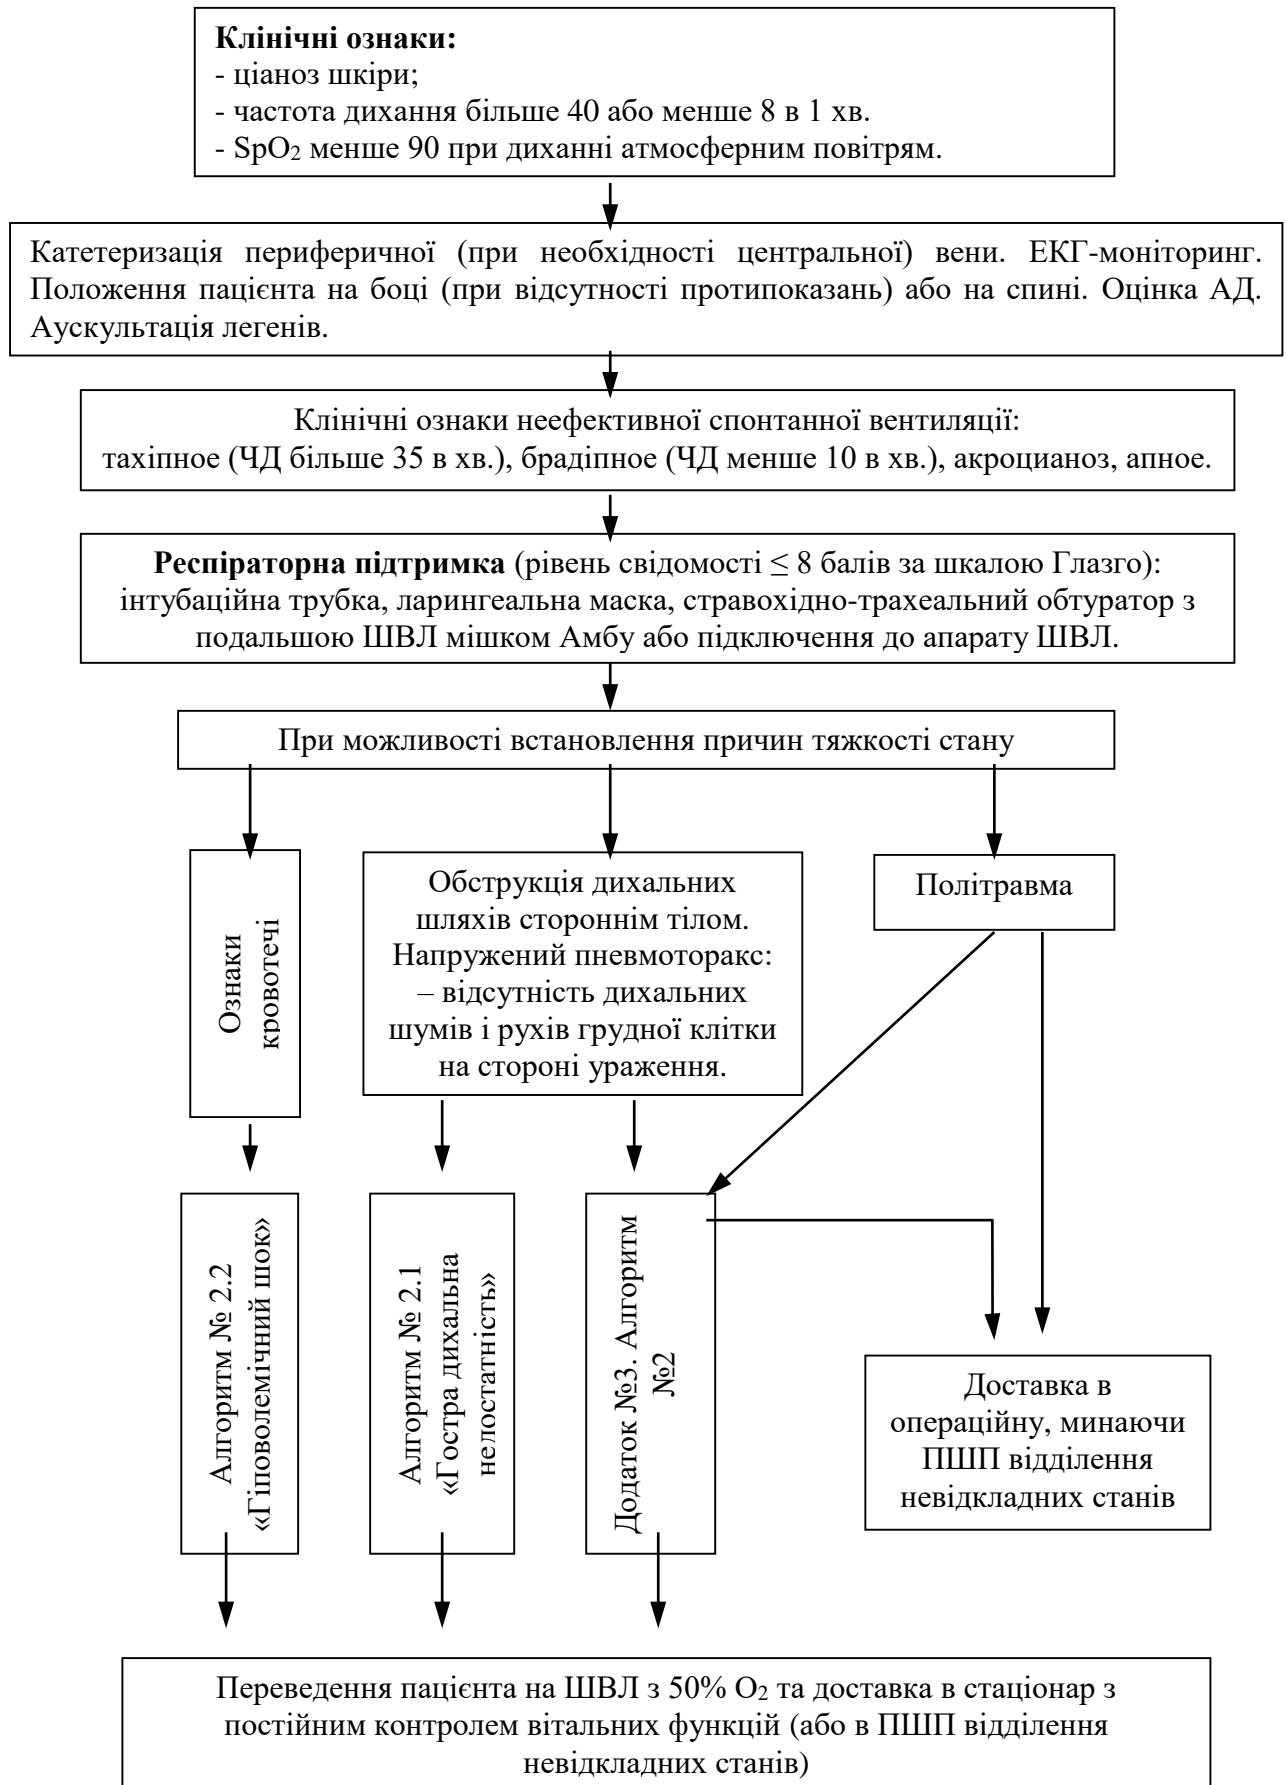 Клінічні ознаки:
- ціаноз шкіри;
- частота дихання більше 40 або менше 8 в 1 хв.
- SpO₂ менше 90 при диханні атмосферним повітрям.
Катетеризація периферичної (при необхідності центральної) вени. ЕКГ-моніторинг.
Положення пацієнта на боці (при відсутності протипоказань) або на спині. Оцінка АД.
Аускультація легенів.
Клінічні ознаки неефективної спонтанної вентиляції:
тахіпное (ЧД більше 35 в хв.), брадіпное (ЧД менше 10 в хв.), акроцианоз, апное.
Респіраторна підтримка (рівень свідомості ≤ 8 балів за шкалою Глазго):
інтубаційна трубка, ларингеальна маска, стравохідно-трахеальний обтуратор з
подальшою ШВЛ мішком Амбу або підключення до апарату ШВЛ.
При можливості встановлення причин тяжкості стану
Ознаки
кровотечі
Обструкція дихальних
шляхів стороннім тілом.
Напружений пневмоторакс:
– відсутність дихальних
шумів і рухів грудної клітки
на стороні ураження.
Політравма
Алгоритм № 2.2
«Гіповолемічний шок»
Алгоритм № 2.1
«Гостра дихальна
недостатність»
Додаток №3. Алгоритм
№2
Доставка в
операційну, минаючи
ПШП відділення
невідкладних станів
Переведення пацієнта на ШВЛ з 50% O₂ та доставка в стаціонар з
постійним контролем вітальних функцій (або в ПШП відділення
невідкладних станів)